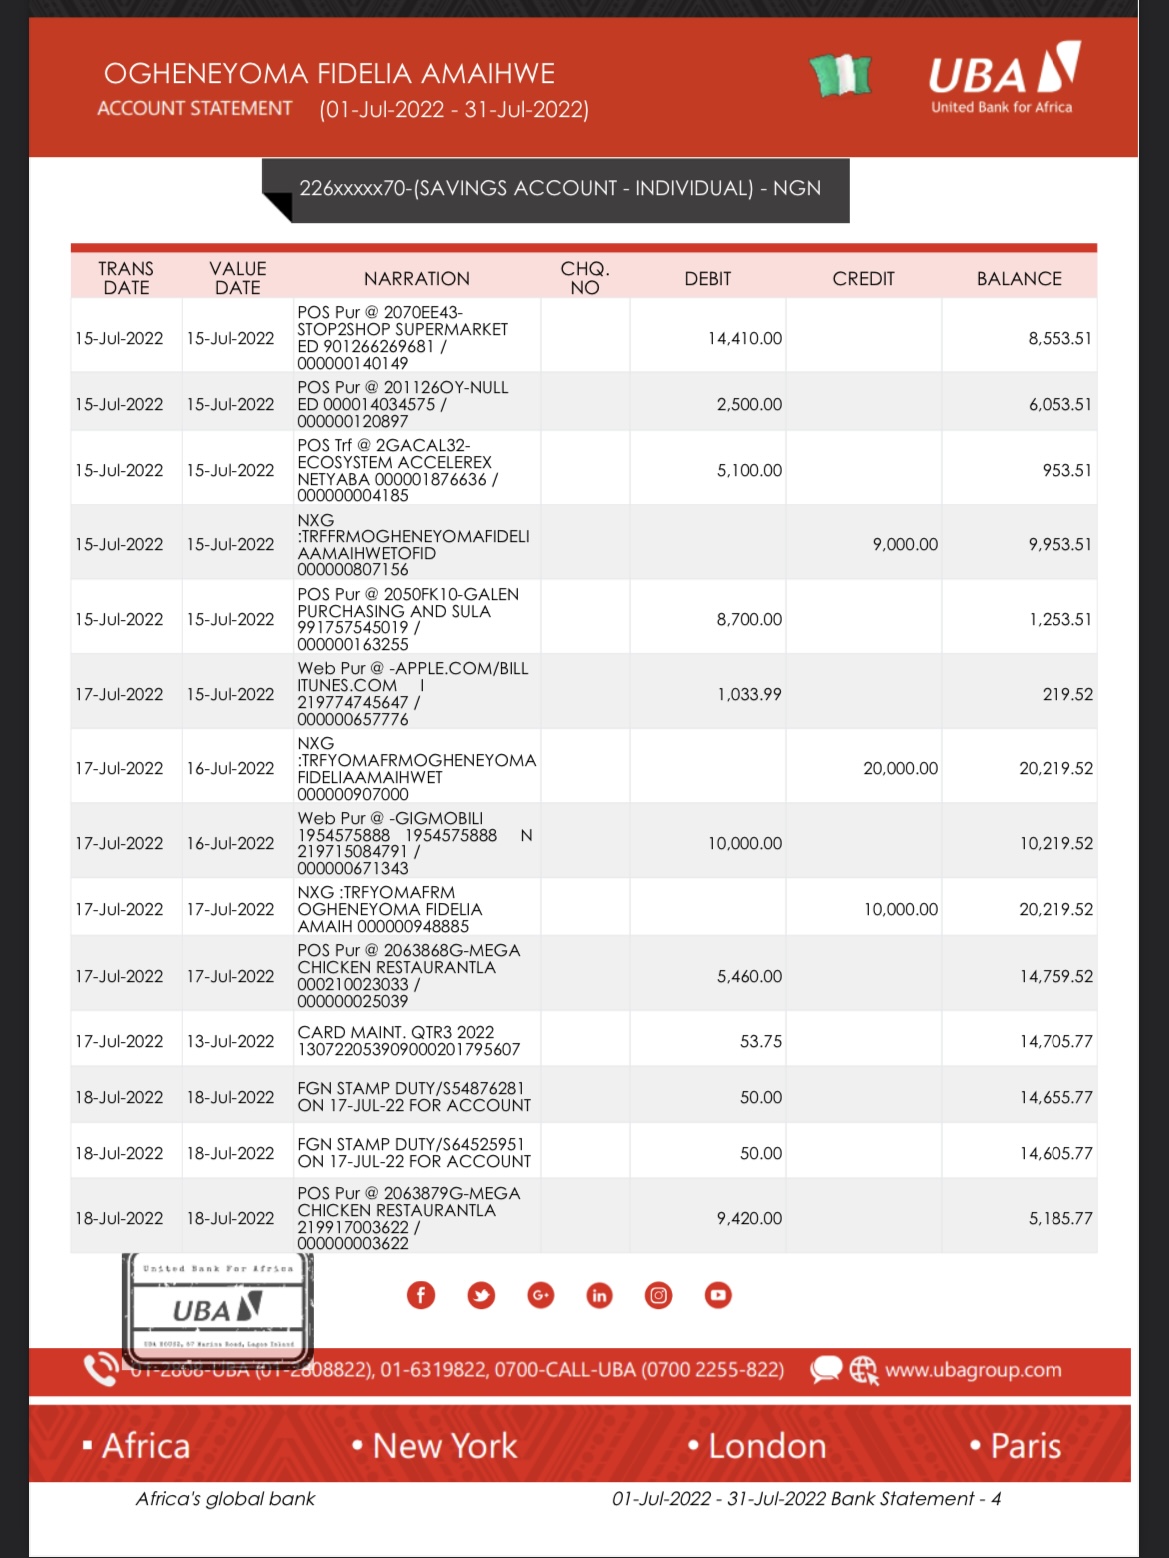 OGHENEYOMA FIDELIA AMAIHWE
ACCOUNT STATEMENT (01-Jul-2022 - 31-Jul-2022)
UBA
United Bank for Africa
226xxxxx70-(SAVINGS ACCOUNT - INDIVIDUAL) - NGN
TRANS DATE VALUE DATE NARRATION CHQ. NO DEBIT CREDIT BALANCE
POS Pur @ 2070EE43-
STOP2SHOP SUPERMARKET
15-Jul-2022 15-Jul-2022 ED 901266269681 / 14,410.00 8,553.51
000000140149
POS Pur @ 201126OY-NULL
15-Jul-2022 15-Jul-2022 ED 000014034575 / 2,500.00 6,053.51
000000120897
POS Trf @ 2GACAL32-
ECOSYSTEM ACCELEREX
15-Jul-2022 15-Jul-2022 NETYABA 000001876636 / 5,100.00 953.51
000000004185
NXG
:TRFFRMOGHENEYOMAFIDELI
15-Jul-2022 15-Jul-2022 AAMAIHWETOFID 9,000.00 9,953.51
000000807156
POS Pur @ 2050FK10-GALEN
PURCHASING AND SULA
15-Jul-2022 15-Jul-2022 991757545019 / 8,700.00 1,253.51
000000163255
Web Pur @ -APPLE.COM/BILL
ITUNES.COM I
17-Jul-2022 15-Jul-2022 219774745647 / 1,033.99 219.52
000000657776
NXG
:TRFYOMAFRMOGHENEYOMA
17-Jul-2022 16-Jul-2022 FIDELIAAMAIHWET 20,000.00 20,219.52
000000907000
Web Pur @ -GIGMOBILI
1954575888 1954575888 N
17-Jul-2022 16-Jul-2022 219715084791 / 10,000.00 10,219.52
000000671343
NXG :TRFYOMAFRM
17-Jul-2022 17-Jul-2022 OGHENEYOMA FIDELIA 10,000.00 20,219.52
AMAIH 000000948885
POS Pur @ 2063868G-MEGA
CHICKEN RESTAURANTLA
17-Jul-2022 17-Jul-2022 000210023033 / 5,460.00 14,759.52
000000025039
CARD MAINT. QTR3 2022
17-Jul-2022 13-Jul-2022 130722053909000201795607 53.75 14,705.77
FGN STAMP DUTY/S54876281
18-Jul-2022 18-Jul-2022 ON 17-JUL-22 FOR ACCOUNT 50.00 14,655.77
FGN STAMP DUTY/S64525951
18-Jul-2022 18-Jul-2022 ON 17-JUL-22 FOR ACCOUNT 50.00 14,605.77
POS Pur @ 2063879G-MEGA
CHICKEN RESTAURANTLA
18-Jul-2022 18-Jul-2022 219917003622 / 9,420.00 5,185.77
000000003622
United Bank For Africa
UBA
UBA HOUSE, 57 Marina Road, Lagos Island
01-2808-UBA (01-2808822), 01-6319822, 0700-CALL-UBA (0700 2255-822) www.ubagroup.com
▪ Africa • New York • London • Paris
Africa's global bank 01-Jul-2022 - 31-Jul-2022 Bank Statement - 4